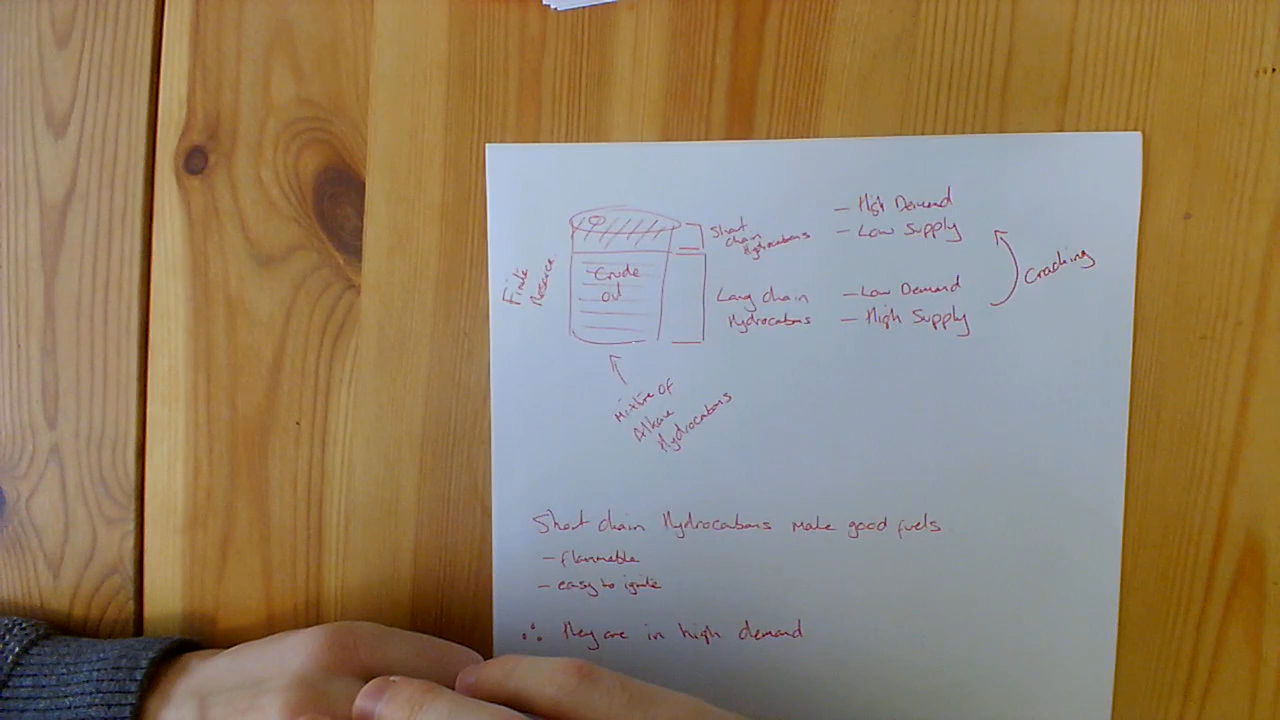 Finite
Resource
Crude
oil
Short
chain
Hydrocarbons
- High Demand
- Low Supply
Long chain
Hydrocarbons
- Low Demand
- High Supply
Cracking
Mixture of
Alkane
Hydrocarbons
Short chain Hydrocarbons make good fuels
- flammable
- easy to ignite
∴ They are in high demand